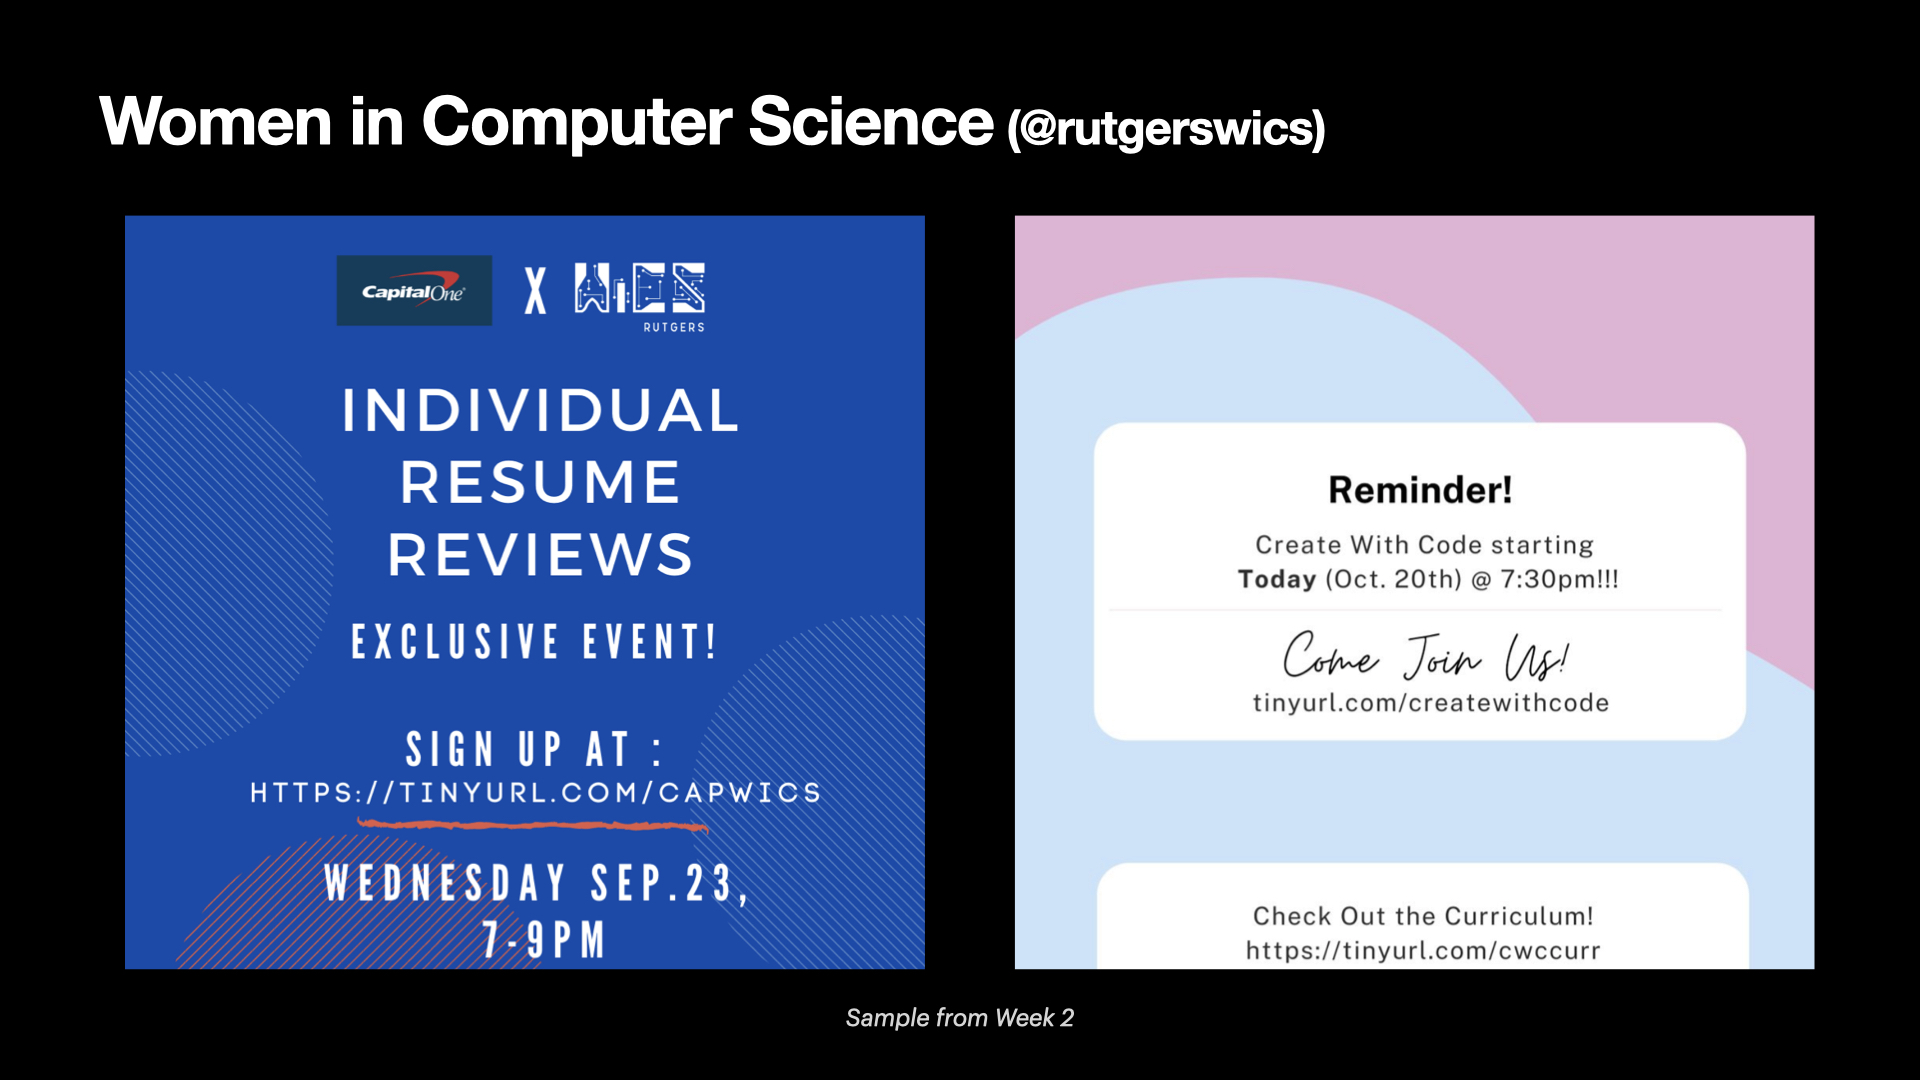 Women in Computer Science (@rutgerswics)
CapitalOne
X
WiCS
RUTGERS
INDIVIDUAL
RESUME
REVIEWS
EXCLUSIVE EVENT!
SIGN UP AT :
HTTPS://TINYURL.COM/CAPWICS
WEDNESDAY SEP.23,
7-9PM
Reminder!
Create With Code starting
Today (Oct. 20th) @ 7:30pm!!!
Come Join Us!
tinyurl.com/createwithcode
Check Out the Curriculum!
https://tinyurl.com/cwccurr
Sample from Week 2